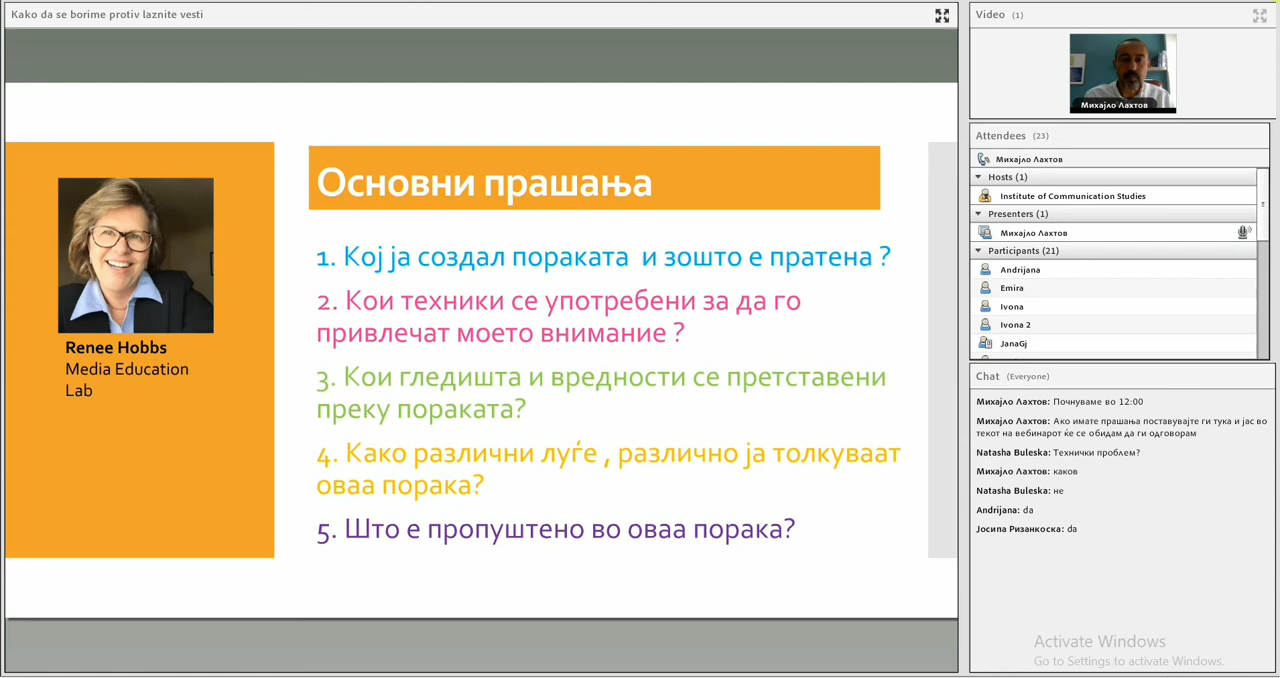 Kako da se borime protiv laznite vesti
Renee Hobbs
Media Education
Lab
Основни прашања
1. Кој ја создал пораката и зошто е пратена ?
2. Кои техники се употребени за да го
привлечат моето внимание ?
3. Кои гледишта и вредности се претставени
преку пораката?
4. Како различни луѓе , различно ја толкуваат
оваа порака?
5. Што е пропуштено во оваа порака?
Video (1)
Михајло Лахтов
Attendees (23)
Михајло Лахтов
Hosts (1)
Institute of Communication Studies
Presenters (1)
Михајло Лахтов
Participants (21)
Andrijana
Emira
Ivona
Ivona 2
JanaGj
Chat (Everyone)
Михајло Лахтов: Почнуваме во 12:00
Михајло Лахтов: Ако имате прашања поставувајте ги тука и јас во
текот на вебинарот ќе се обидам да ги одговорам
Natasha Buleska: Технички проблем?
Михајло Лахтов: каков
Natasha Buleska: не
Andrijana: da
Јосипа Ризанкоска: da
Activate Windows
Go to Settings to activate Windows.